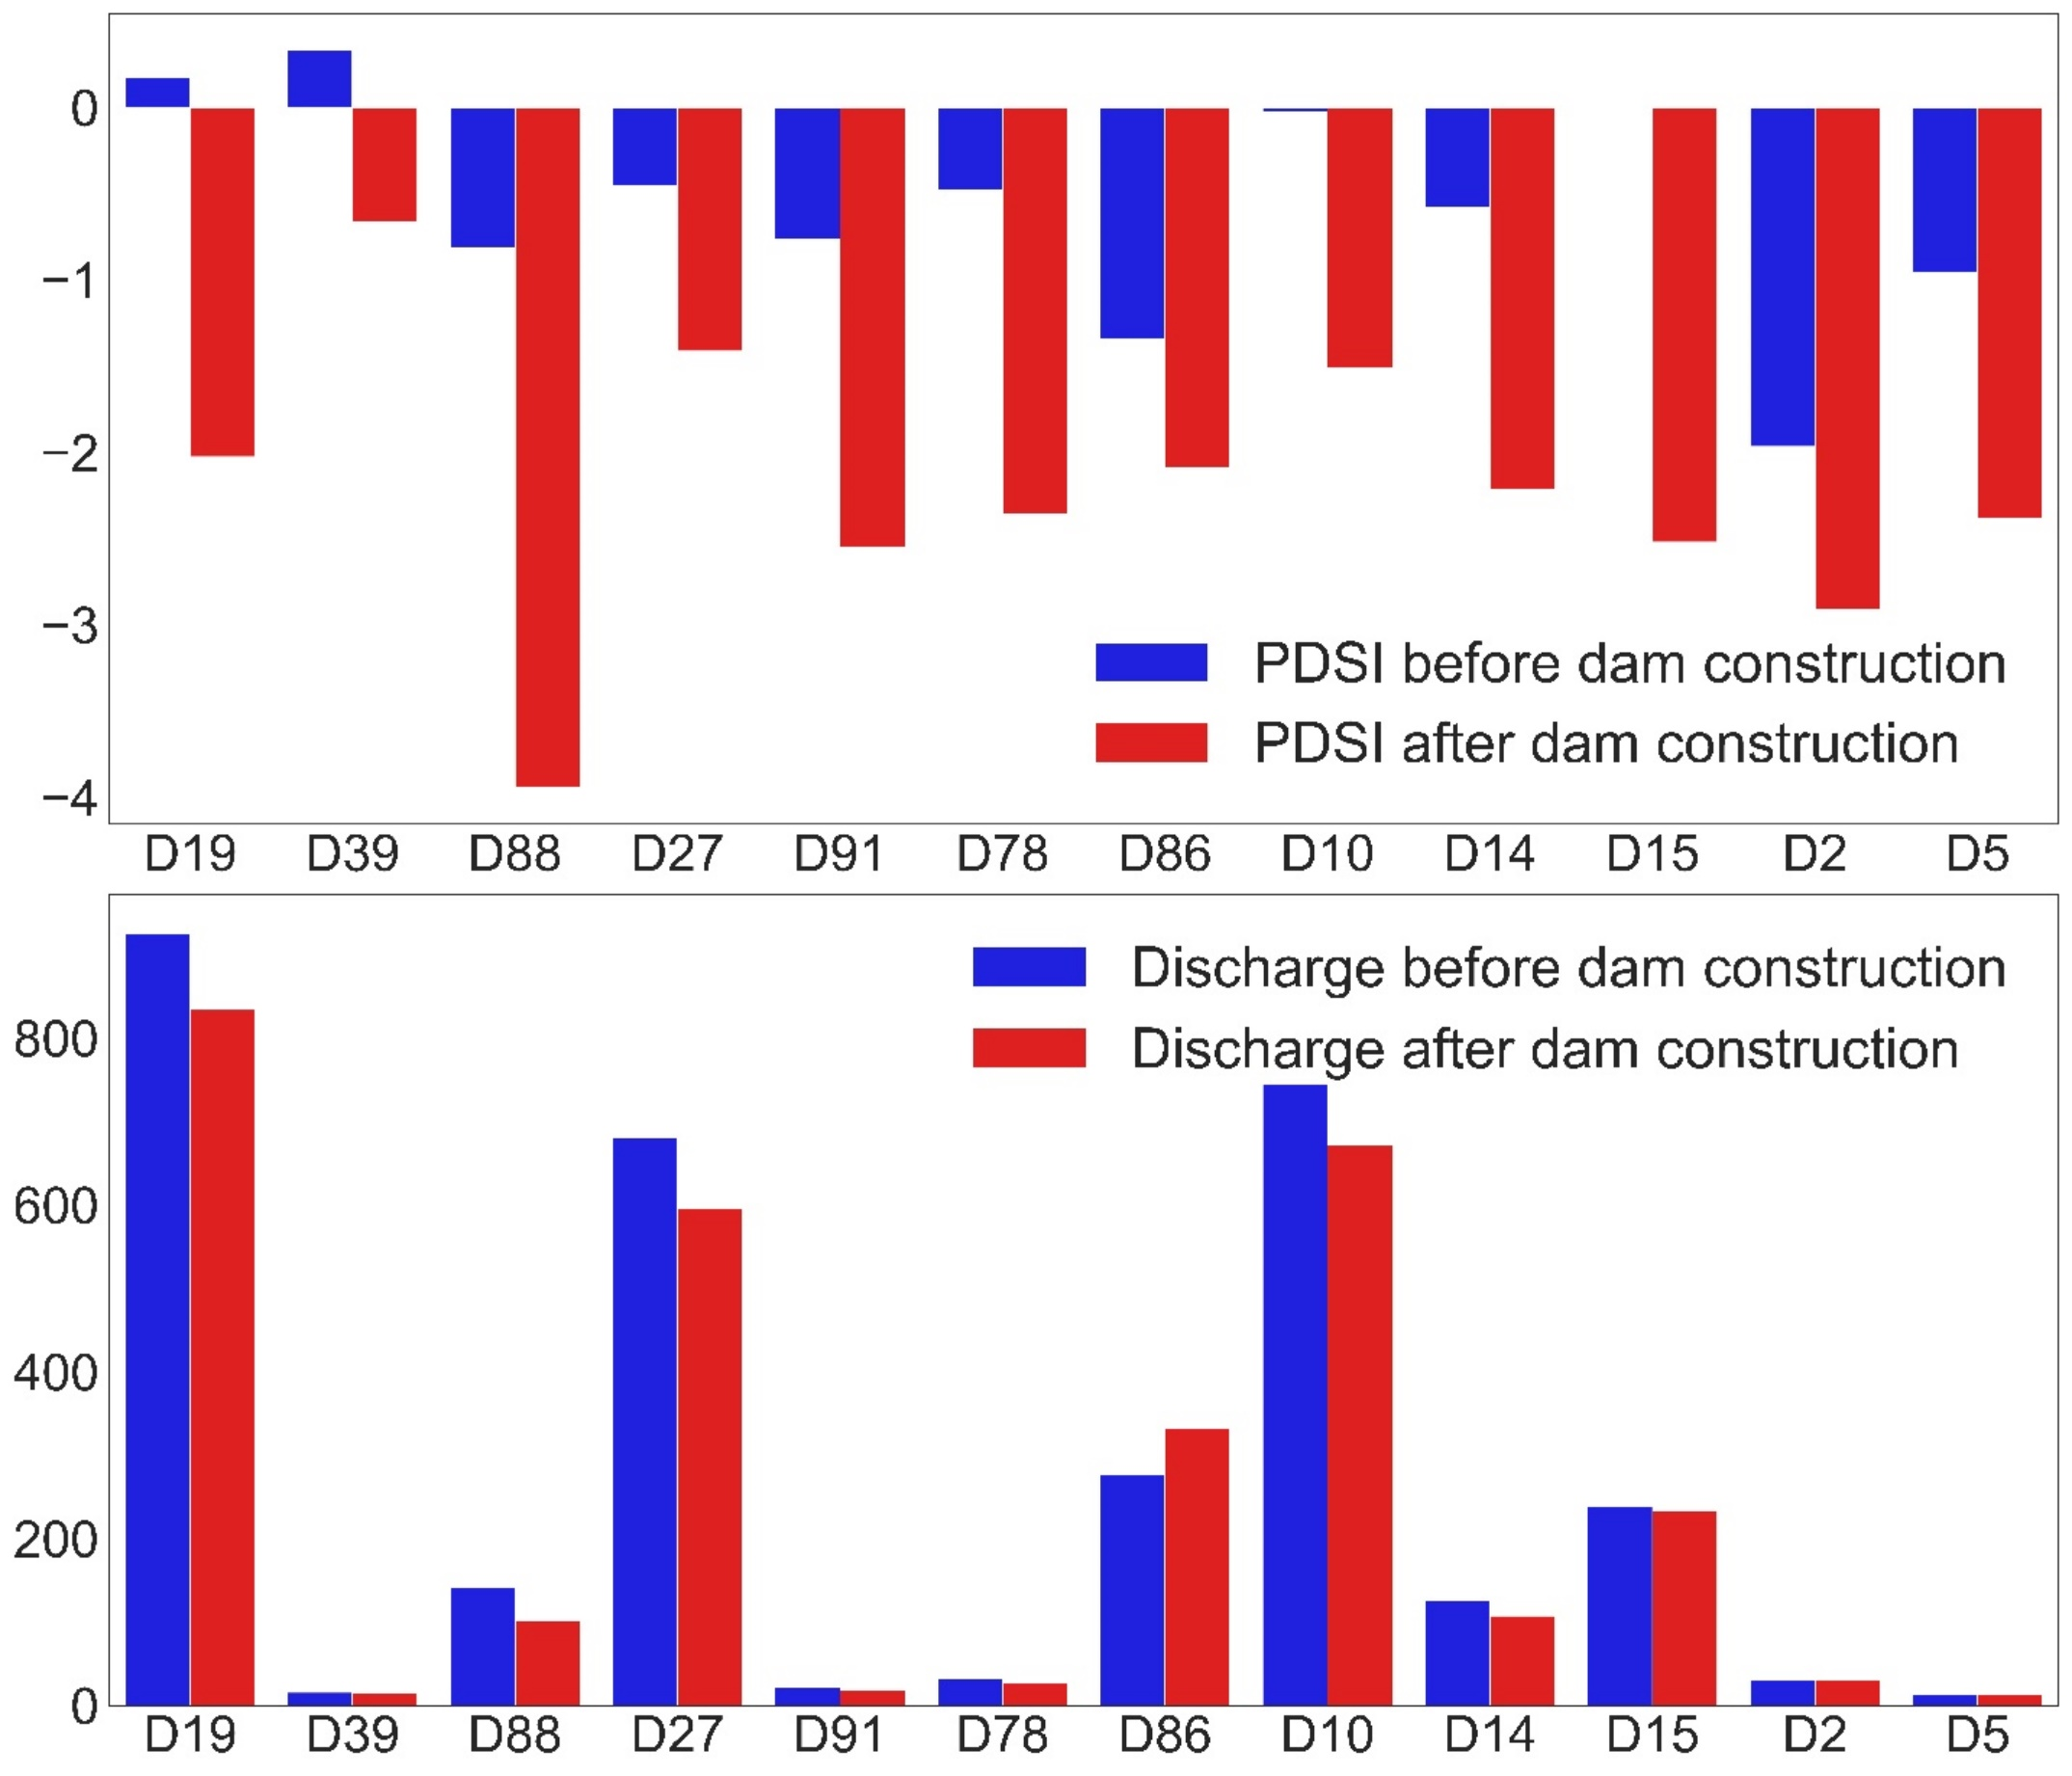 0
−1
−2
−3
−4
PDSI before dam construction
PDSI after dam construction
D19 D39 D88 D27 D91 D78 D86 D10 D14 D15 D2 D5
Discharge before dam construction
Discharge after dam construction
800
600
400
200
0
D19 D39 D88 D27 D91 D78 D86 D10 D14 D15 D2 D5